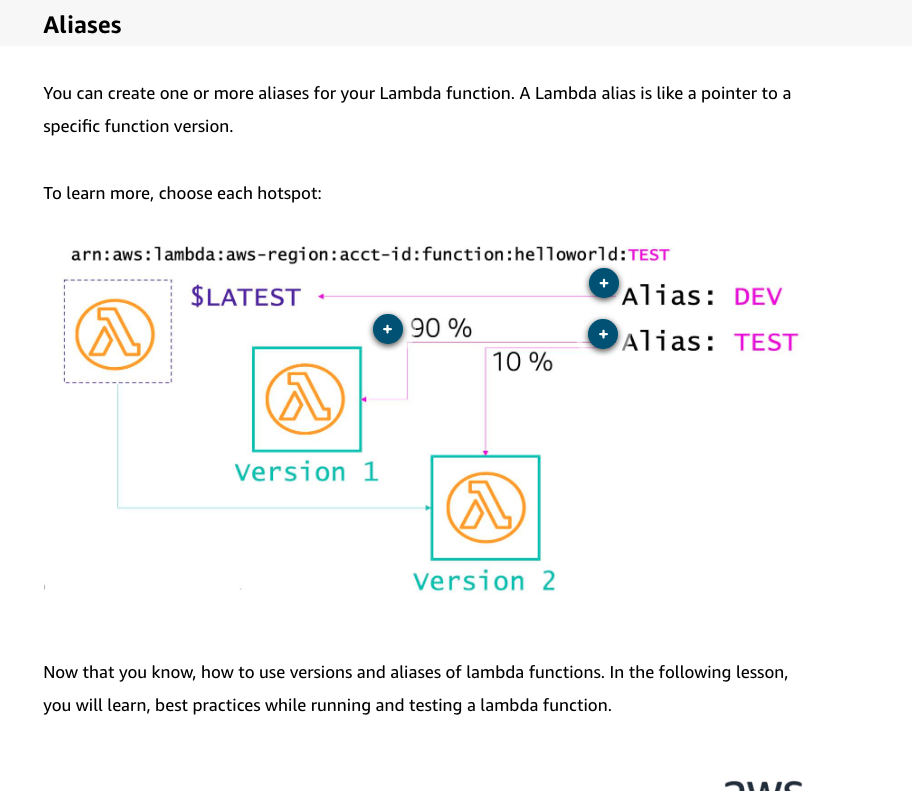 Aliases
You can create one or more aliases for your Lambda function. A Lambda alias is like a pointer to a
specific function version.
To learn more, choose each hotspot:
arn:aws:lambda:aws-region:acct-id:function:helloworld:TEST
$LATEST
+
Alias: DEV
+
90 %
+
Alias: TEST
10 %
Version 1
Version 2
Now that you know, how to use versions and aliases of lambda functions. In the following lesson,
you will learn, best practices while running and testing a lambda function.
aws